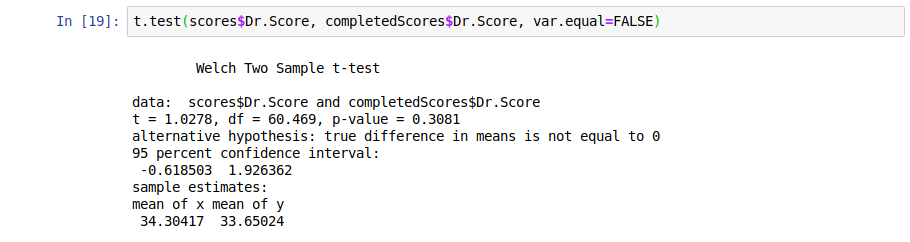 In [19]: t.test(scores$Dr.Score, completedScores$Dr.Score, var.equal=FALSE)
Welch Two Sample t-test
data:  scores$Dr.Score and completedScores$Dr.Score
t = 1.0278, df = 60.469, p-value = 0.3081
alternative hypothesis: true difference in means is not equal to 0
95 percent confidence interval:
-0.618503  1.926362
sample estimates:
mean of x mean of y
34.30417  33.65024